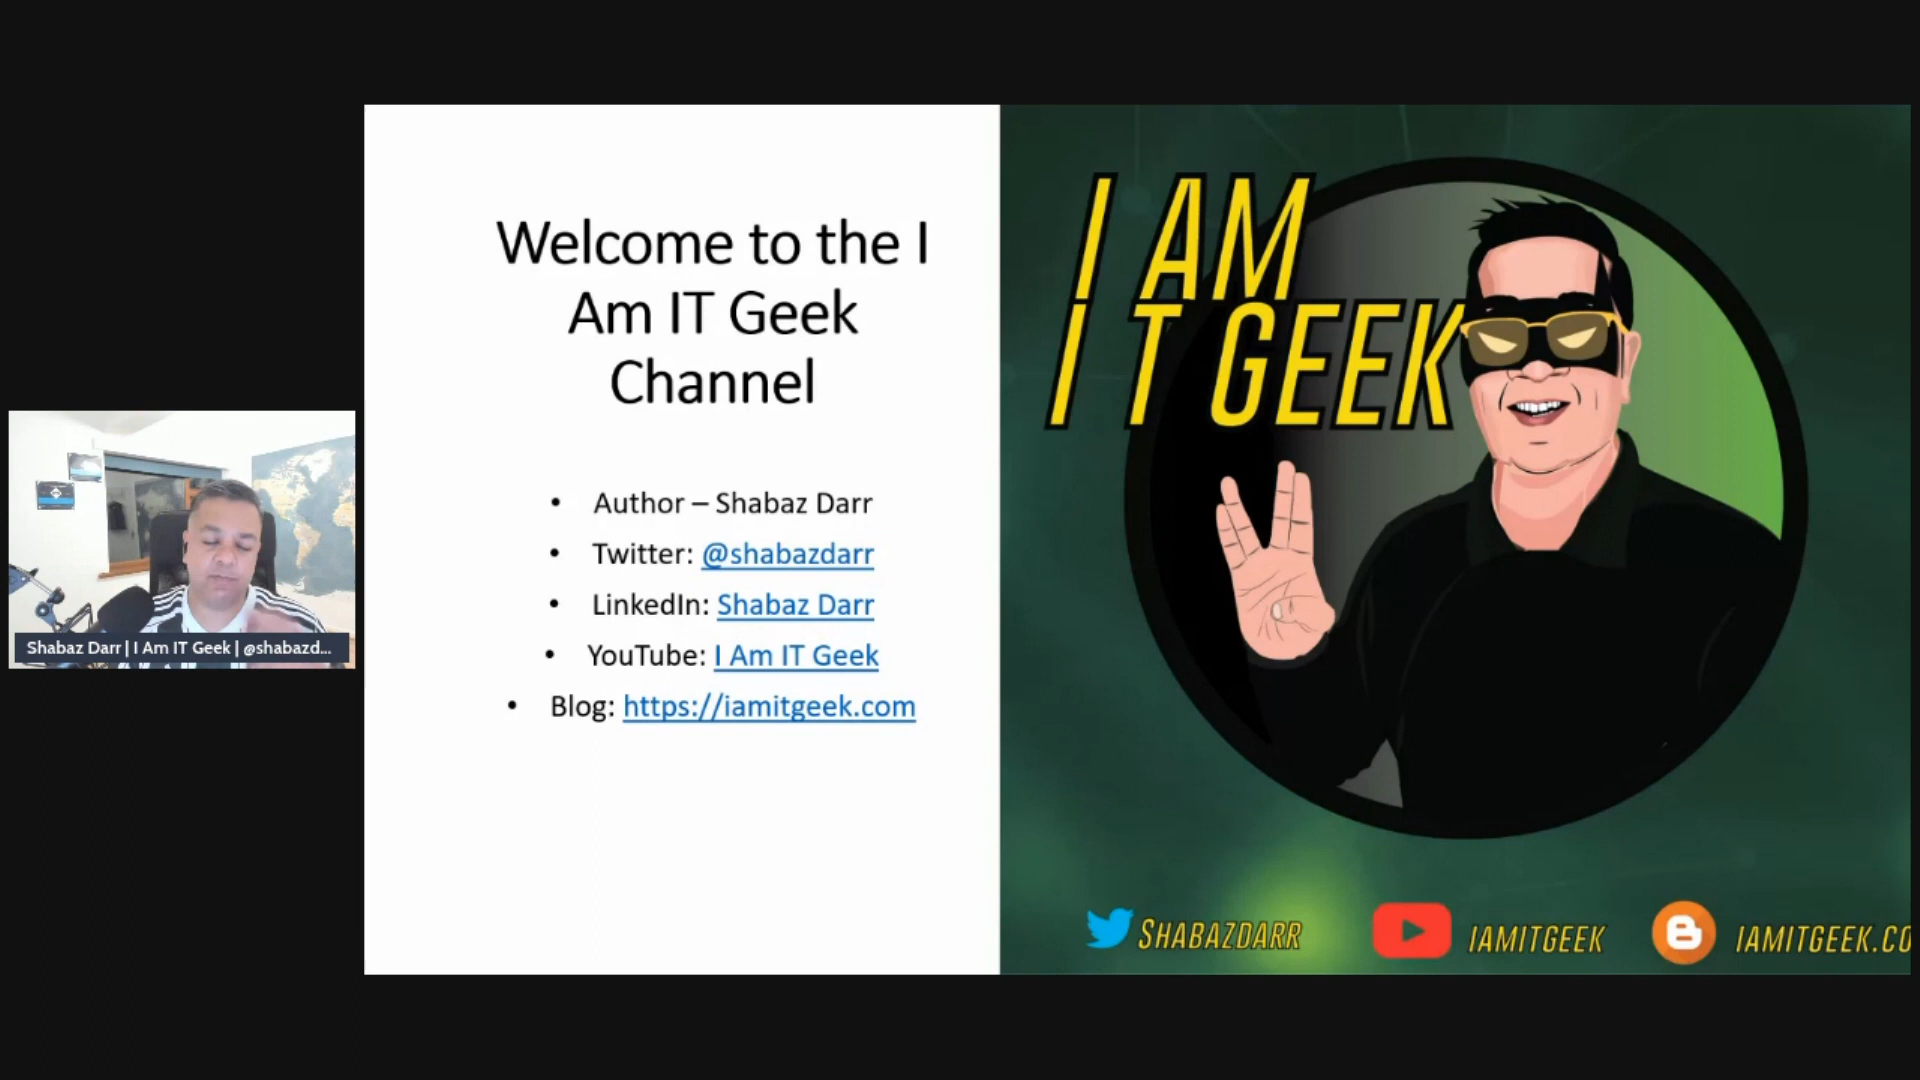 Welcome to the I
Am IT Geek
Channel
• Author – Shabaz Darr
• Twitter: @shabazdarr
• LinkedIn: Shabaz Darr
• YouTube: I Am IT Geek
• Blog: https://iamitgeek.com
Shabaz Darr | I Am IT Geek | @shabazd...
I AM
I T GEEK
SHABAZDARR
IAMITGEEK
IAMITGEEK.CO